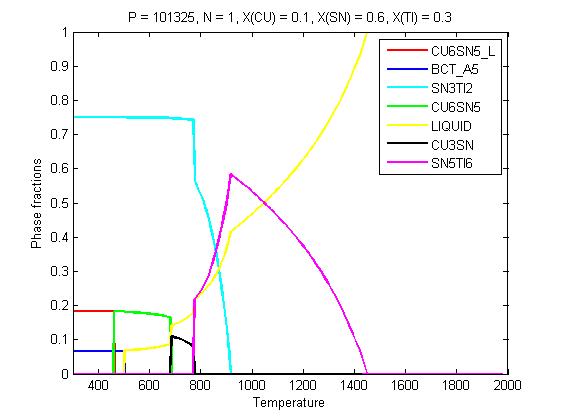 P = 101325, N = 1, X(CU) = 0.1, X(SN) = 0.6, X(TI) = 0.3
1
0.9
0.8
0.7
0.6
0.5
0.4
0.3
0.2
0.1
0
Phase fractions
CU6SN5_L
BCT_A5
SN3TI2
CU6SN5
LIQUID
CU3SN
SN5TI6
400 600 800 1000 1200 1400 1600 1800 2000
Temperature